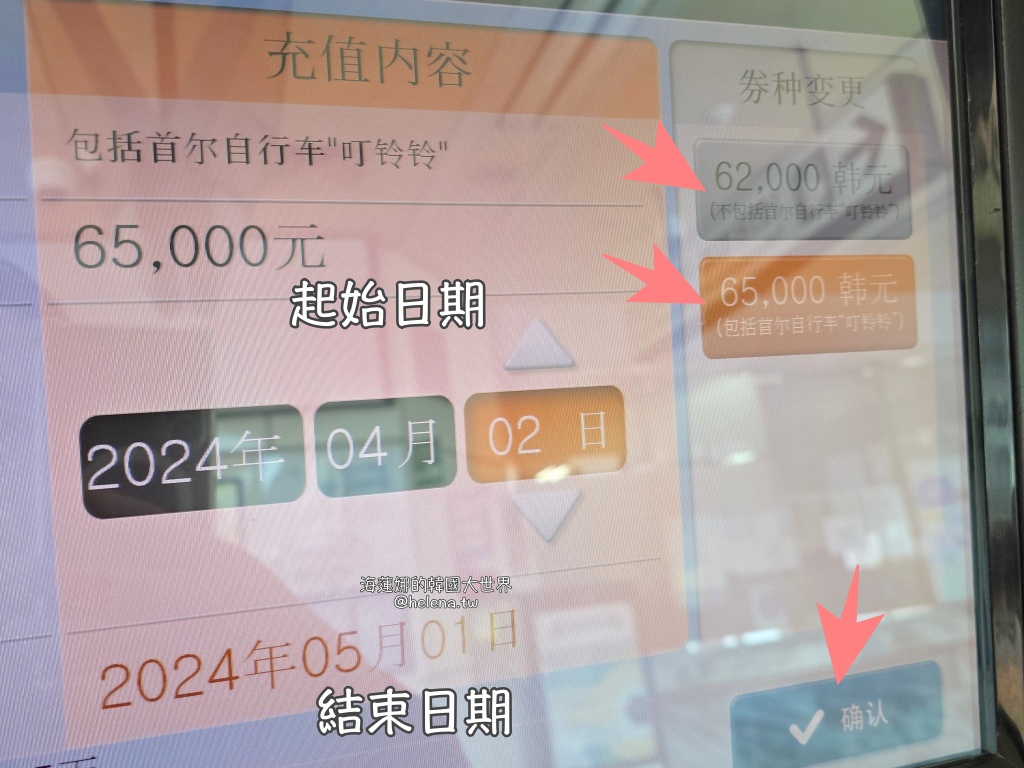 充值内容
包括首尔自行车"叮铃铃"
65,000元
起始日期
2024年 04月 02 日
海蓮娜的韓國大世界
@helena.tw
2024年05月01日
結束日期
券种变更
62,000 韩元
(不包括首尔自行车"叮铃铃")
65,000 韩元
(包括首尔自行车"叮铃铃")
确认